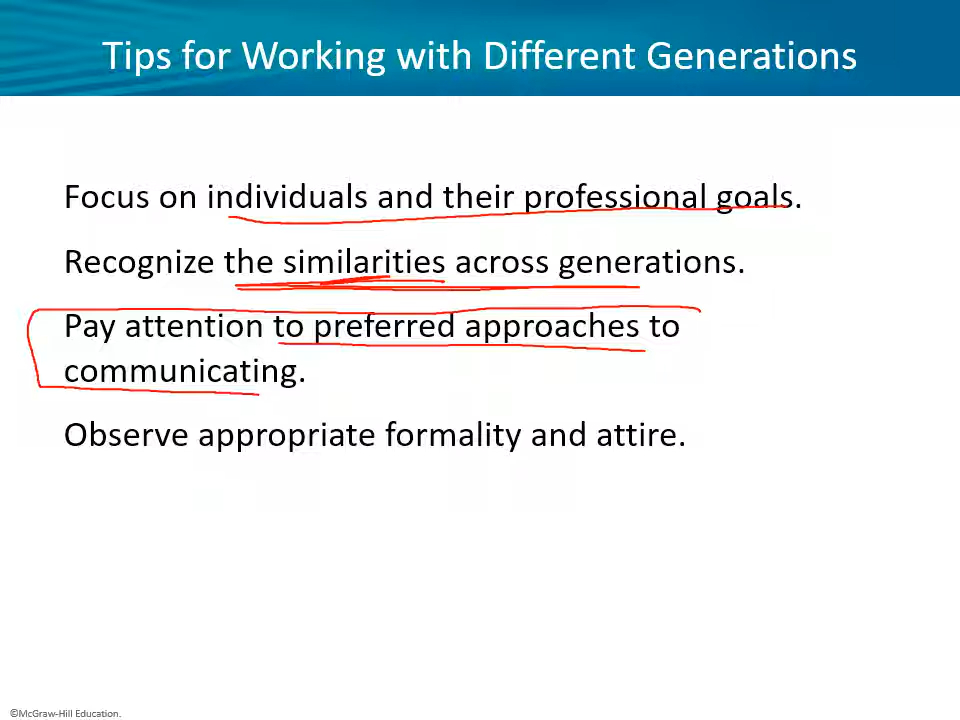 Tips for Working with Different Generations
Focus on individuals and their professional goals.
Recognize the similarities across generations.
Pay attention to preferred approaches to
communicating.
Observe appropriate formality and attire.
©McGraw-Hill Education.